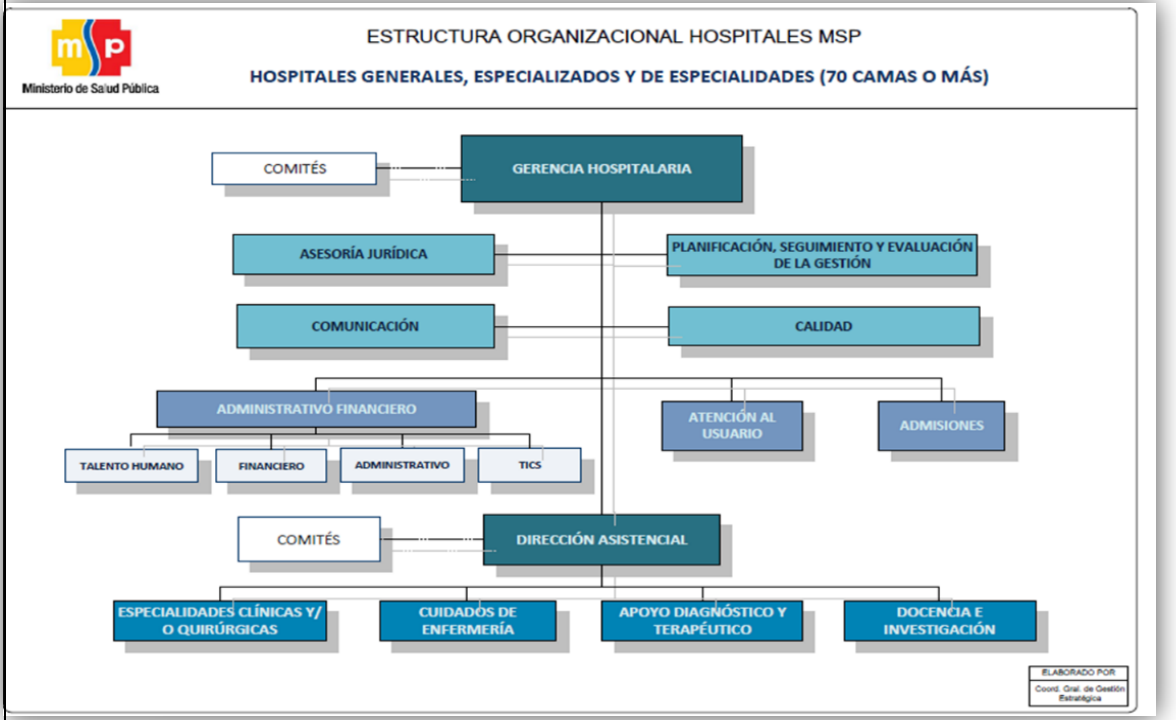 msp
Ministerio de Salud Pública
ESTRUCTURA ORGANIZACIONAL HOSPITALES MSP
HOSPITALES GENERALES, ESPECIALIZADOS Y DE ESPECIALIDADES (70 CAMAS O MÁS)
COMITÉS
GERENCIA HOSPITALARIA
ASESORÍA JURÍDICA
PLANIFICACIÓN, SEGUIMIENTO Y EVALUACIÓN
DE LA GESTIÓN
COMUNICACIÓN
CALIDAD
ADMINISTRATIVO FINANCIERO
ATENCIÓN AL
USUARIO
ADMISIONES
TALENTO HUMANO
FINANCIERO
ADMINISTRATIVO
TICS
COMITÉS
DIRECCIÓN ASISTENCIAL
ESPECIALIDADES CLÍNICAS Y/
O QUIRÚRGICAS
CUIDADOS DE
ENFERMERÍA
APOYO DIAGNÓSTICO Y
TERAPÉUTICO
DOCENCIA E
INVESTIGACIÓN
ELABORADO POR
Coord. Gral. de Gestión
Estratégica